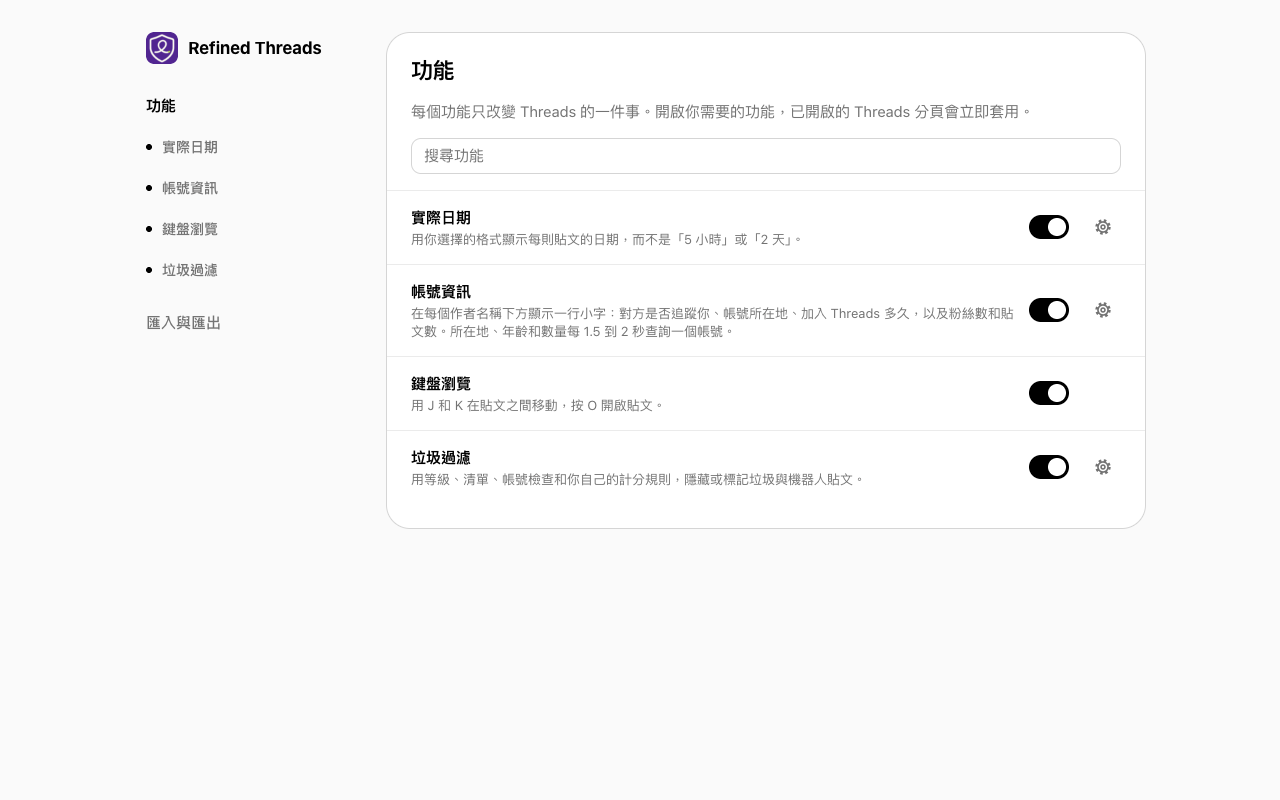 Refined Threads
功能
實際日期
帳號資訊
鍵盤瀏覽
垃圾過濾
匯入與匯出
功能
每個功能只改變 Threads 的一件事。開啟你需要的功能，已開啟的 Threads 分頁會立即套用。
搜尋功能
實際日期
用你選擇的格式顯示每則貼文的日期，而不是「5 小時」或「2 天」。
帳號資訊
在每個作者名稱下方顯示一行小字：對方是否追蹤你、帳號所在地、加入 Threads 多久，以及粉絲數和貼
文數。所在地、年齡和數量每 1.5 到 2 秒查詢一個帳號。
鍵盤瀏覽
用 J 和 K 在貼文之間移動，按 O 開啟貼文。
垃圾過濾
用等級、清單、帳號檢查和你自己的計分規則，隱藏或標記垃圾與機器人貼文。